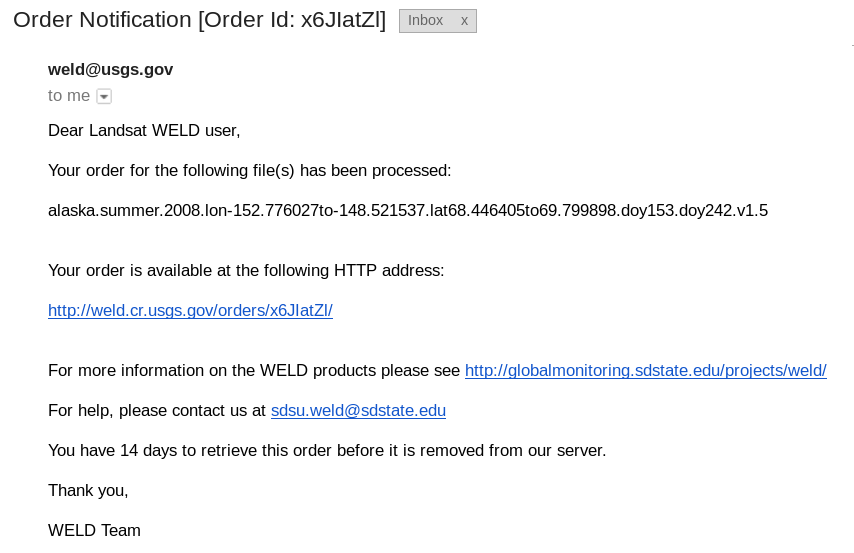 Order Notification [Order Id: x6JIatZl] Inbox x
weld@usgs.gov
to me
Dear Landsat WELD user,
Your order for the following file(s) has been processed:
alaska.summer.2008.lon-152.776027to-148.521537.lat68.446405to69.799898.doy153.doy242.v1.5
Your order is available at the following HTTP address:
http://weld.cr.usgs.gov/orders/x6JIatZl/
For more information on the WELD products please see http://globalmonitoring.sdstate.edu/projects/weld/
For help, please contact us at sdsu.weld@sdstate.edu
You have 14 days to retrieve this order before it is removed from our server.
Thank you,
WELD Team